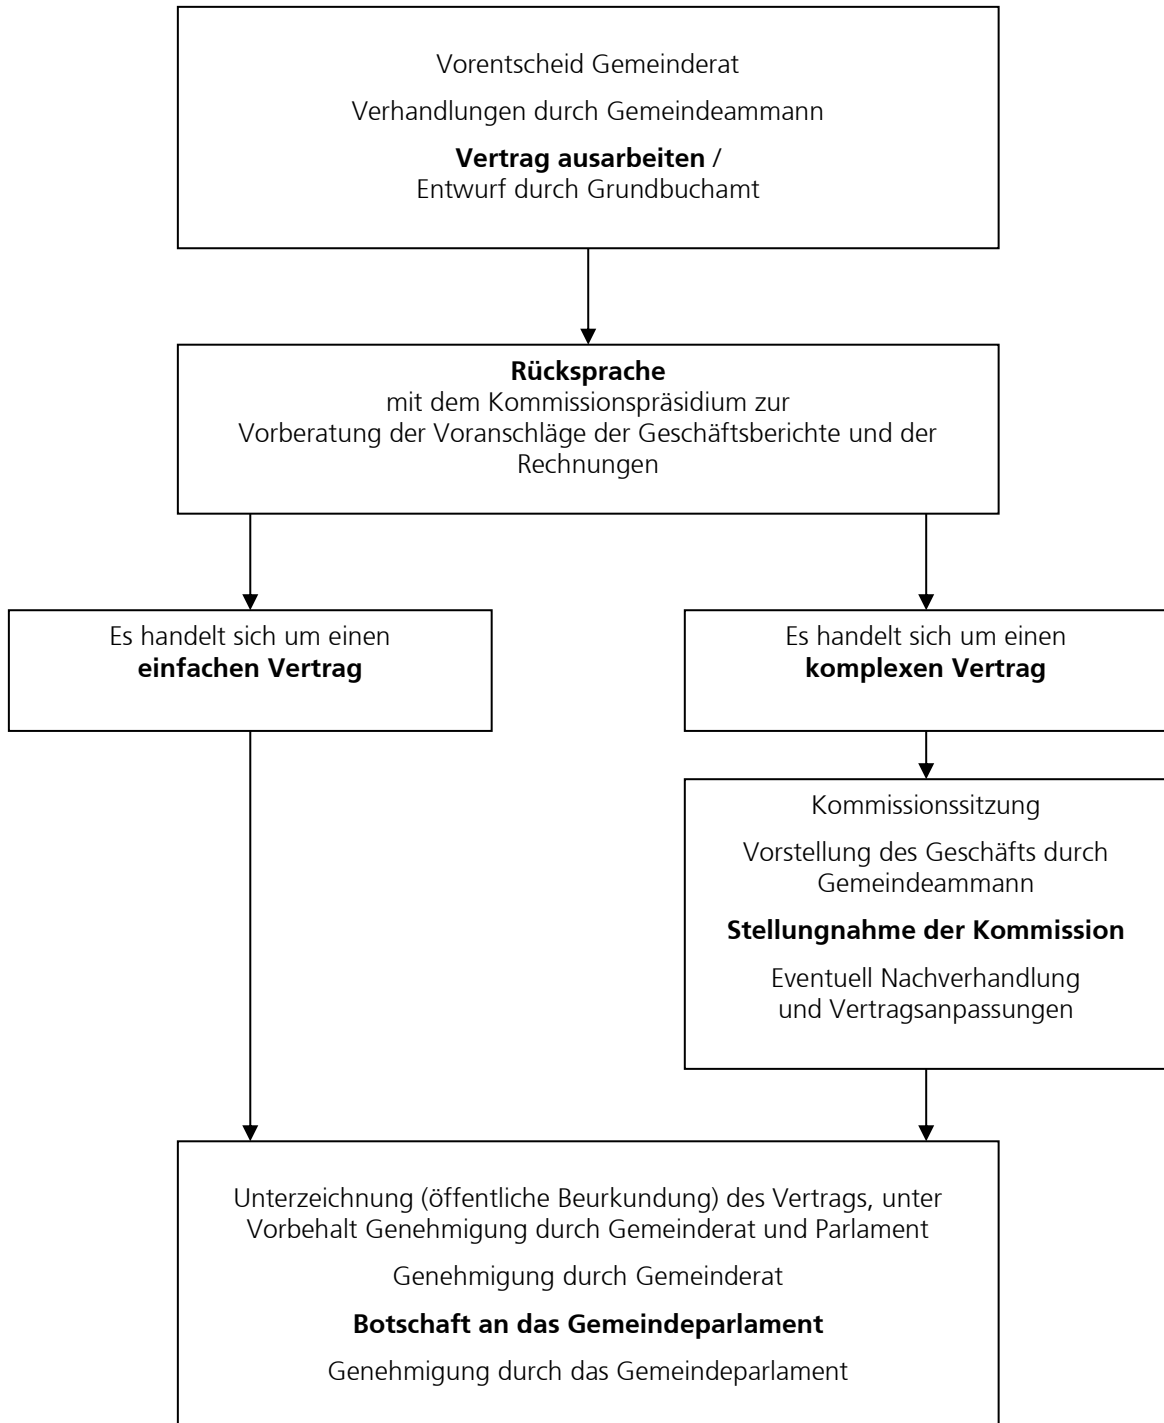 Vorentscheid Gemeinderat
Verhandlungen durch Gemeindeammann
Vertrag ausarbeiten /
Entwurf durch Grundbuchamt
Rücksprache
mit dem Kommissionspräsidium zur
Vorberatung der Voranschläge der Geschäftsberichte und der
Rechnungen
Es handelt sich um einen
einfachen Vertrag
Es handelt sich um einen
komplexen Vertrag
Kommissionssitzung
Vorstellung des Geschäfts durch
Gemeindeammann
Stellungnahme der Kommission
Eventuell Nachverhandlung
und Vertragsanpassungen
Unterzeichnung (öffentliche Beurkundung) des Vertrags, unter
Vorbehalt Genehmigung durch Gemeinderat und Parlament
Genehmigung durch Gemeinderat
Botschaft an das Gemeindeparlament
Genehmigung durch das Gemeindeparlament